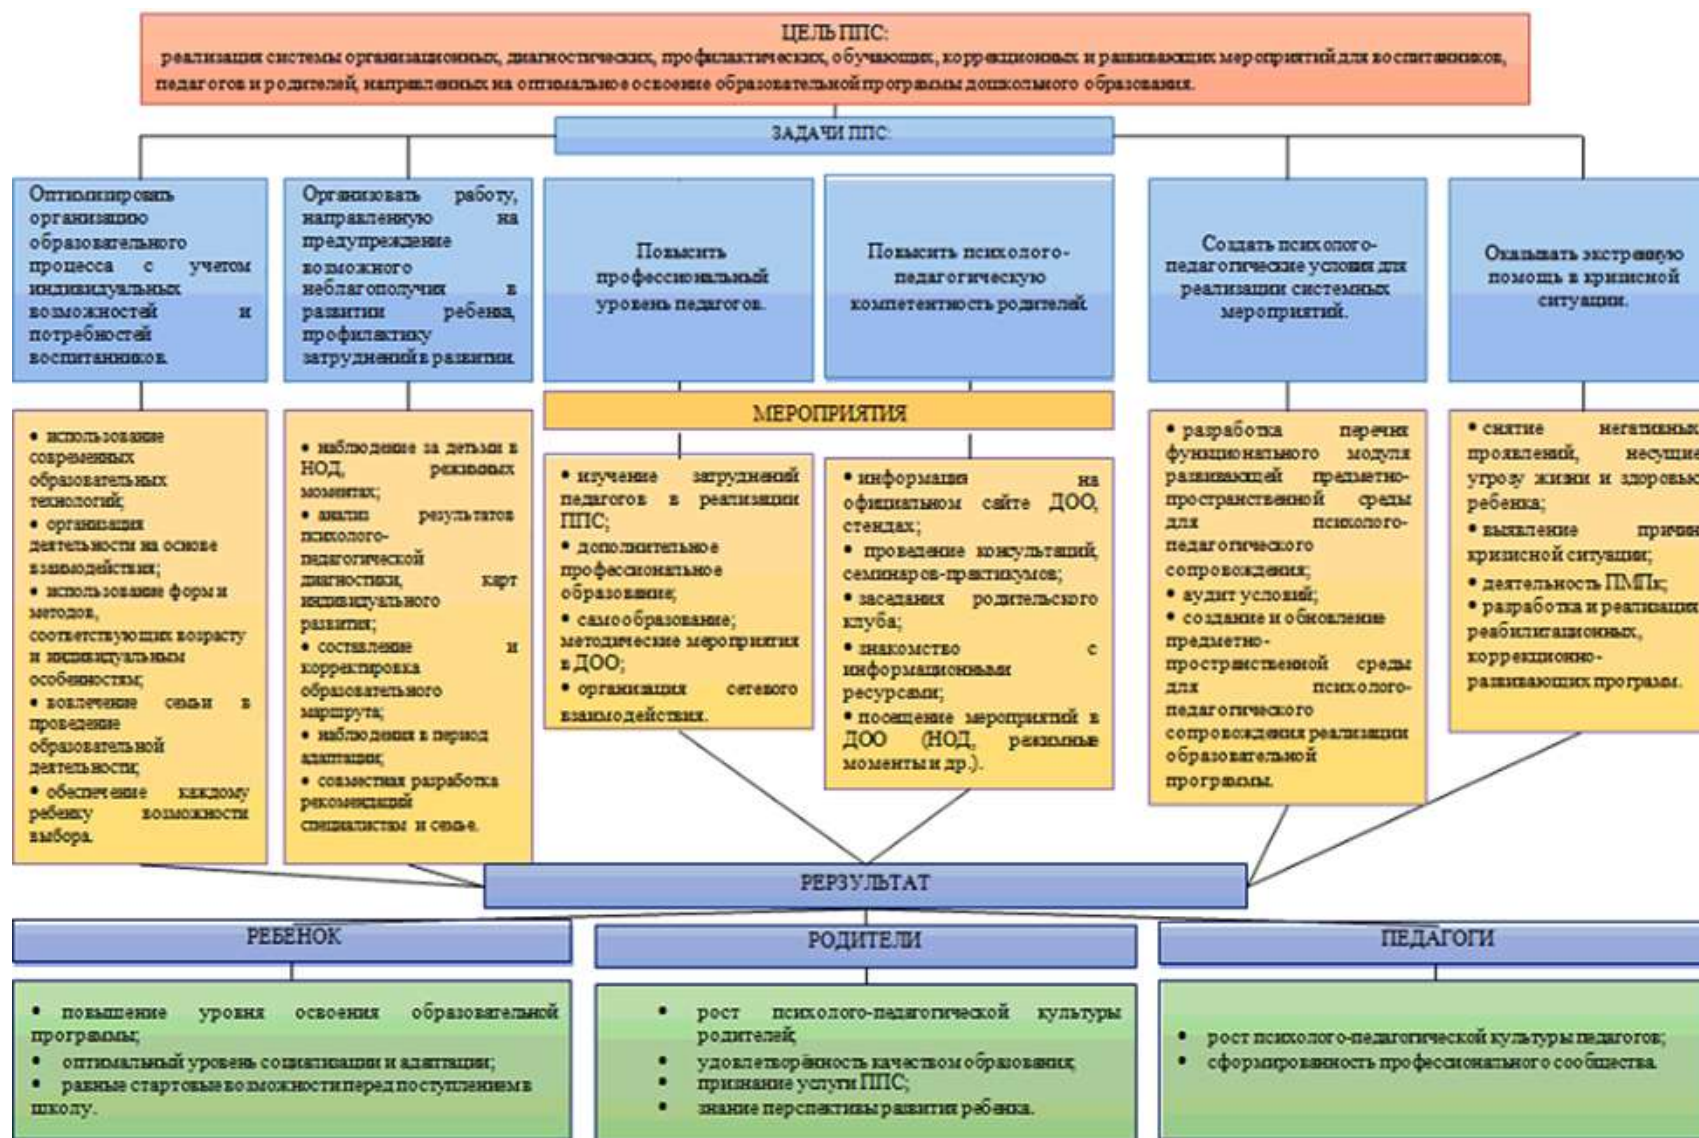 ЦЕЛЬ ППС:
реализация системы организационных, диагностических, профилактических, обучающих, коррекционных и развивающих мероприятий для воспитанников,
педагогов и родителей, направленных на оптимальное освоение образовательной программы дошкольного образования.
ЗАДАЧИ ППС:
Оптимизировать
организацию
образовательного
процесса с учетом
индивидуальных
возможностей и
потребностей
воспитанников.
Организовать работу,
направленную на
предупреждение
возможного
неблагополучия в
развитии ребенка,
профилактику
затруднений в развитии.
Повысить
профессиональный
уровень педагогов.
Повысить психолого-
педагогическую
компетентность родителей.
Создать психолого-
педагогические условия для
реализации системных
мероприятий.
Оказывать экстренную
помощь в кризисной
ситуации.
МЕРОПРИЯТИЯ
• использование
современных
образовательных
технологий;
• организация
деятельности на основе
взаимодействия;
• использование форм и
методов,
соответствующих возрасту
и индивидуальным
особенностям;
• вовлечение семьи в
проведение
образовательной
деятельности;
• обеспечение каждому
ребенку возможности
выбора.
• наблюдение за детьми в
НОД, режимных
моментах;
• анализ результатов
психолого-
педагогической
диагностики, карт
индивидуального
развития;
• составление и
корректировка
образовательного
маршрута;
• наблюдения в период
адаптации;
• совместная разработка
рекомендаций
специалистам и семье.
• изучение затруднений
педагогов в реализации
ППС;
• дополнительное
профессиональное
образование;
• самообразование;
методические мероприятия
в ДОО;
• организация сетевого
взаимодействия.
• информация на
официальном сайте ДОО,
стендах;
• проведение консультаций,
семинаров-практикумов;
• заседания родительского
клуба;
• знакомство с
информационными
ресурсами;
• посещение мероприятий в
ДОО (НОД, режимные
моменты и др.).
• разработка перечня
функционального модуля
развивающей предметно-
пространственной среды
для психолого-
педагогического
сопровождения;
• аудит условий;
• создание и обновление
предметно-
пространственной среды
для психолого-
педагогического
сопровождения реализации
образовательной
программы.
• снятие негативных
проявлений, несущие
угрозу жизни и здоровью
ребенка;
• выявление причин
кризисной ситуации;
• деятельность ПМПк;
• разработка и реализация
реабилитационных,
коррекционно-
развивающих программ.
РЕРЗУЛЬТАТ
РЕБЕНОК
• повышение уровня освоения образовательной
программы;
• оптимальный уровень социализации и адаптации;
• равные стартовые возможности перед поступлением в
школу.
РОДИТЕЛИ
• рост психолого-педагогической культуры
родителей;
• удовлетворённость качеством образования;
• признание услуги ППС;
• знание перспективы развития ребенка.
ПЕДАГОГИ
• рост психолого-педагогической культуры педагогов;
• сформированность профессионального сообщества.